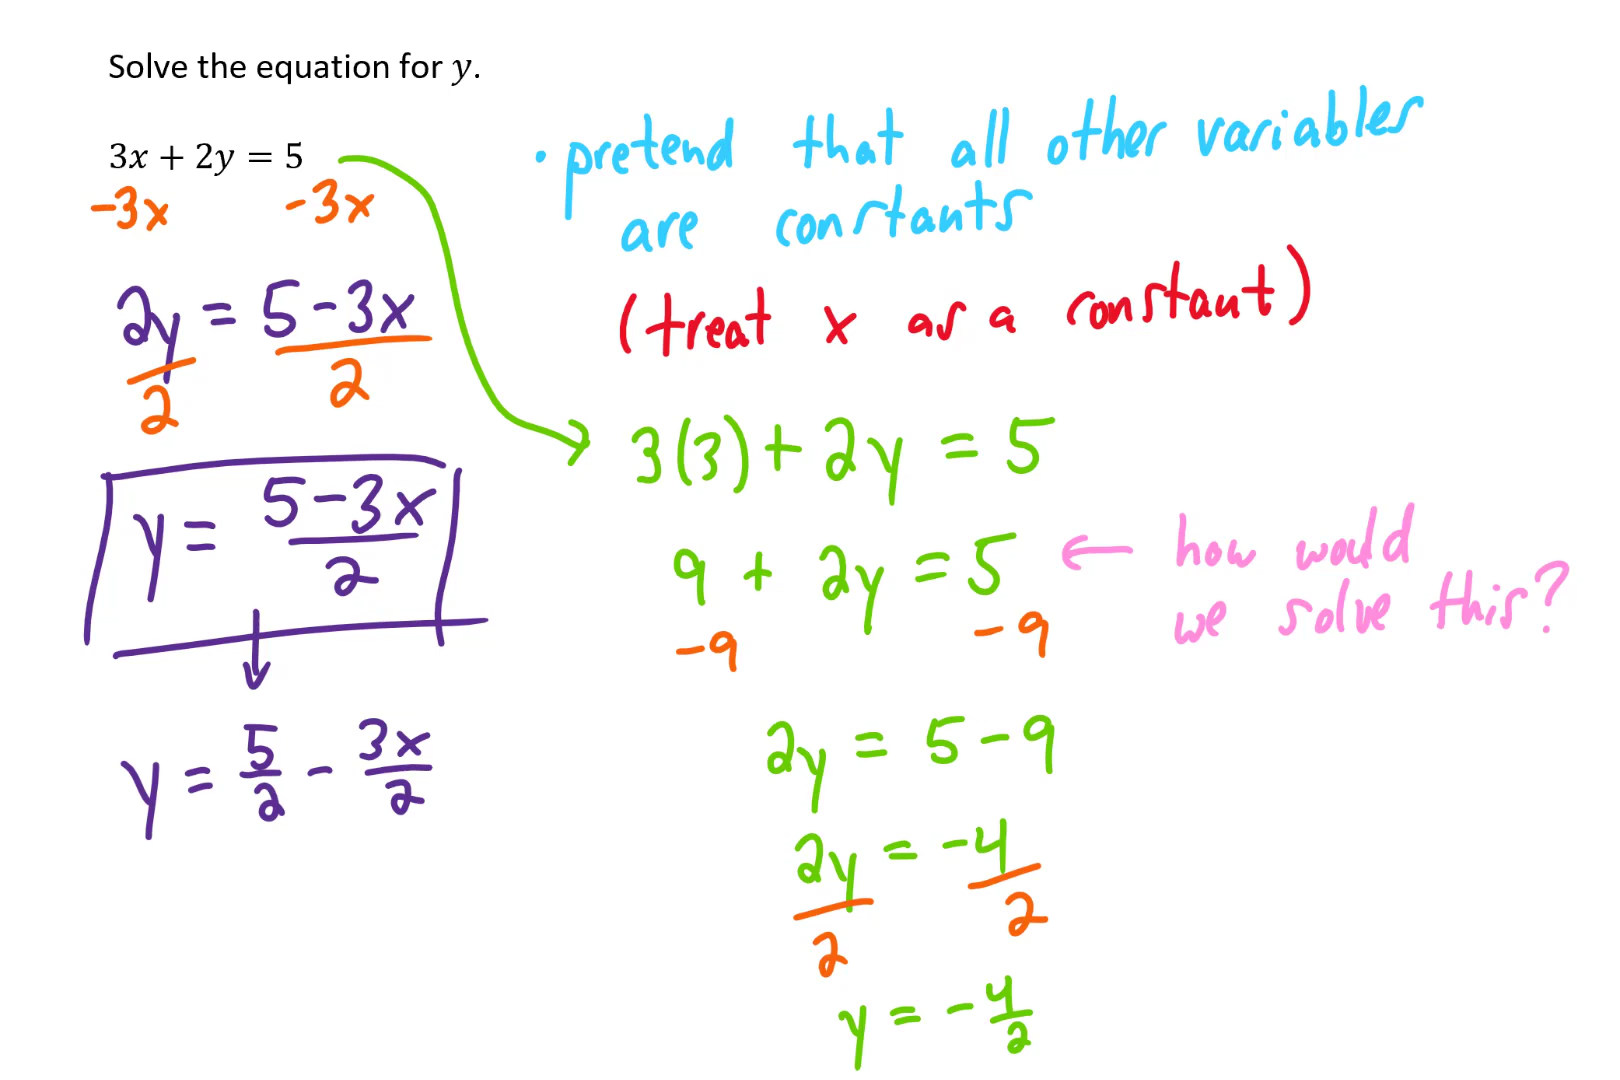 Solve the equation for y.
3x + 2y = 5
-3x -3x
2y = 5-3x
2 2
y = 5-3x
2
y = 5/2 - 3x/2
• pretend that all other variables
are constants
(treat x as a constant)
3(3) + 2y = 5
9 + 2y = 5 ← how would
we solve this?
-9 -9
2y = 5 - 9
2y = -4
2 2
y = -4/2